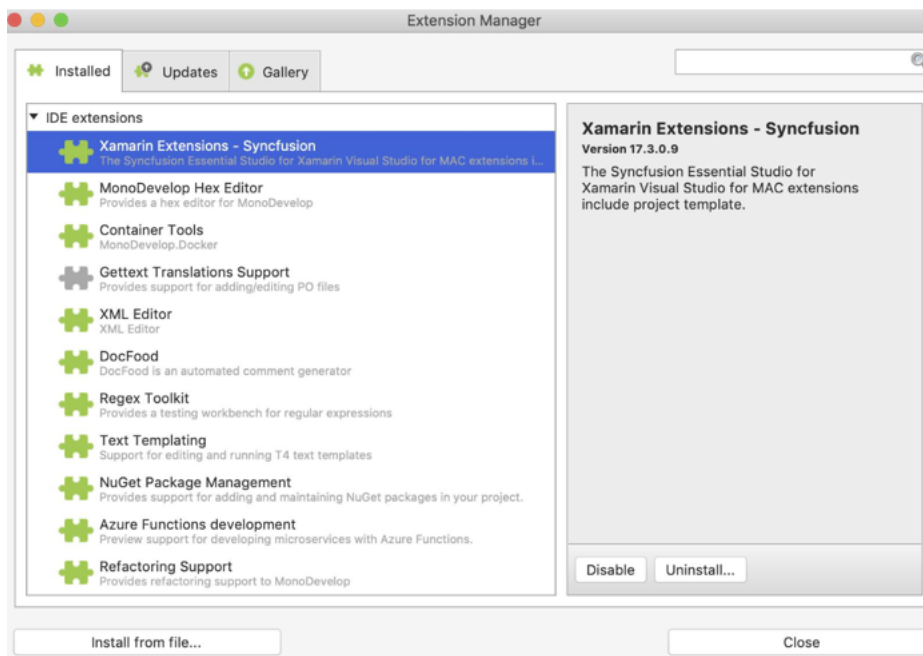 Extension Manager
Installed
Updates
Gallery
IDE extensions
Xamarin Extensions - Syncfusion
The Syncfusion Essential Studio for Xamarin Visual Studio for MAC extensions i...
MonoDevelop Hex Editor
Provides a hex editor for MonoDevelop
Container Tools
MonoDevelop.Docker
Gettext Translations Support
Provides support for adding/editing PO files
XML Editor
XML Editor
DocFood
DocFood is an automated comment generator
Regex Toolkit
Provides a testing workbench for regular expressions
Text Templating
Support for editing and running T4 text templates
NuGet Package Management
Provides support for adding and maintaining NuGet packages in your project.
Azure Functions development
Preview support for developing microservices with Azure Functions.
Refactoring Support
Provides refactoring support to MonoDevelop
Xamarin Extensions - Syncfusion
Version 17.3.0.9
The Syncfusion Essential Studio for
Xamarin Visual Studio for MAC extensions
include project template.
Disable
Uninstall...
Install from file...
Close